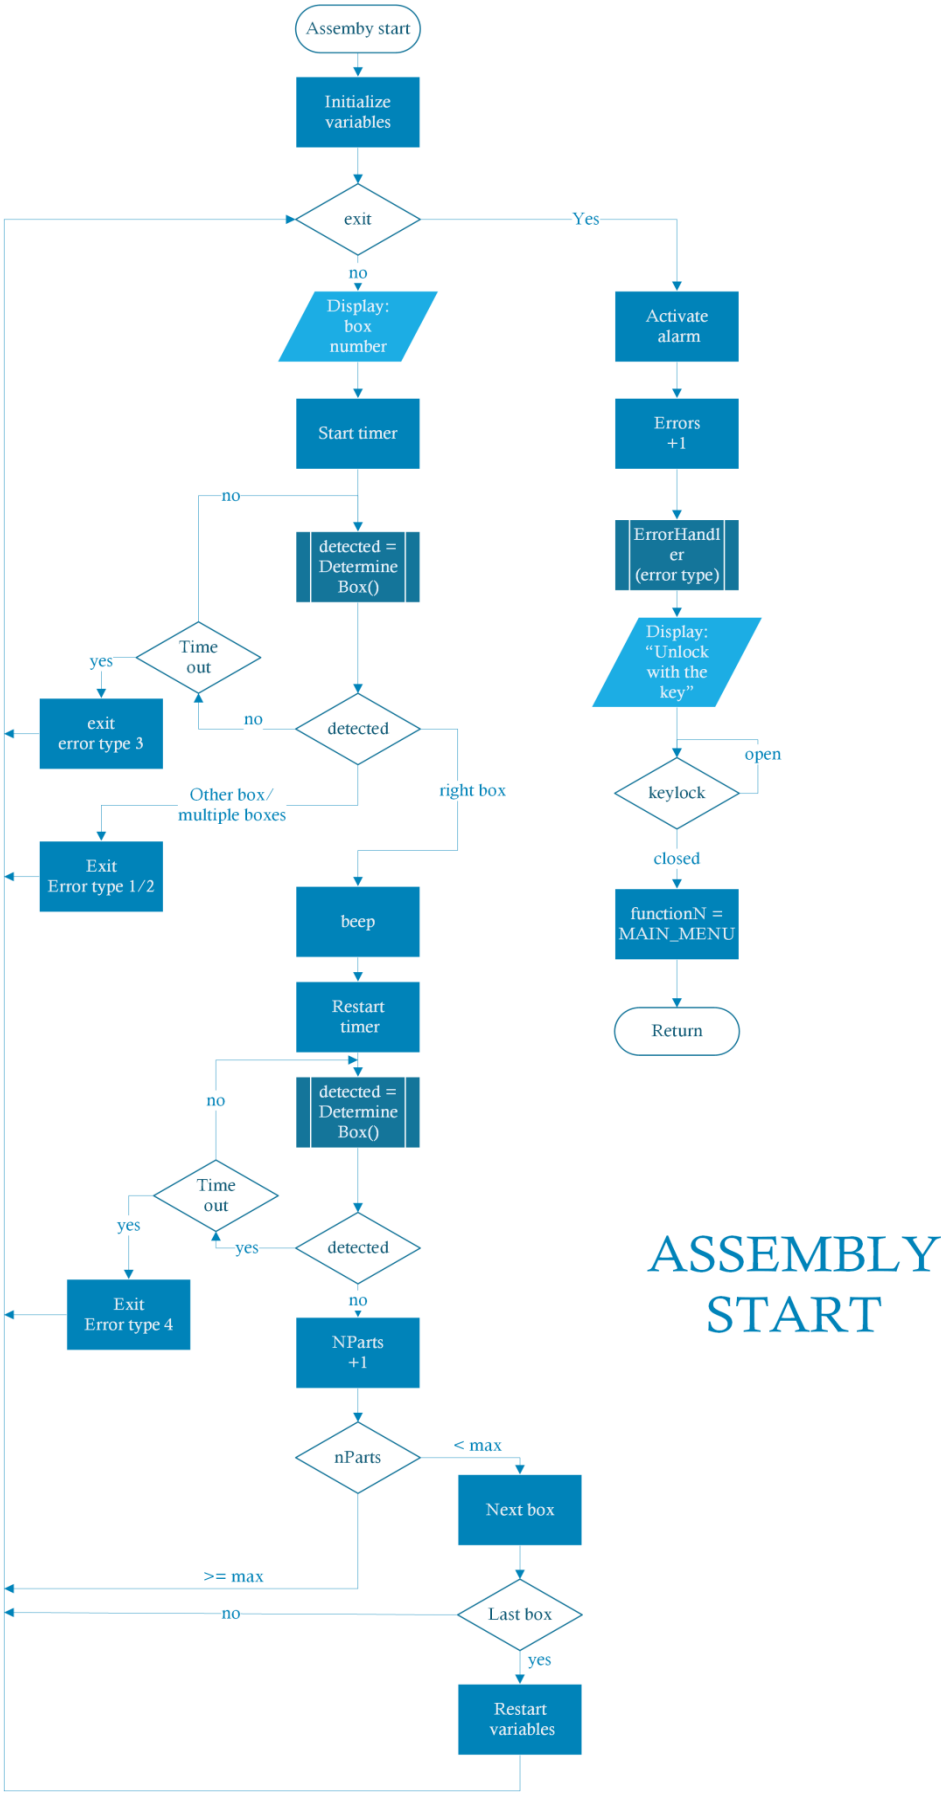 Assemby start
Initialize
variables
exit
Yes
no
Display:
box
number
Activate
alarm
Start timer
Errors
+1
no
detected =
Determine
Box()
ErrorHandl
er
(error type)
Time
out
yes
exit
error type 3
no
detected
Display:
“Unlock
with the
key”
open
keylock
right box
Other box/
multiple boxes
Exit
Error type 1/2
closed
beep
functionN =
MAIN_MENU
Restart
timer
Return
no
detected =
Determine
Box()
Time
out
yes
yes
detected
Exit
Error type 4
no
NParts
+1
ASSEMBLY
START
nParts
< max
Next box
>= max
no
Last box
yes
Restart
variables